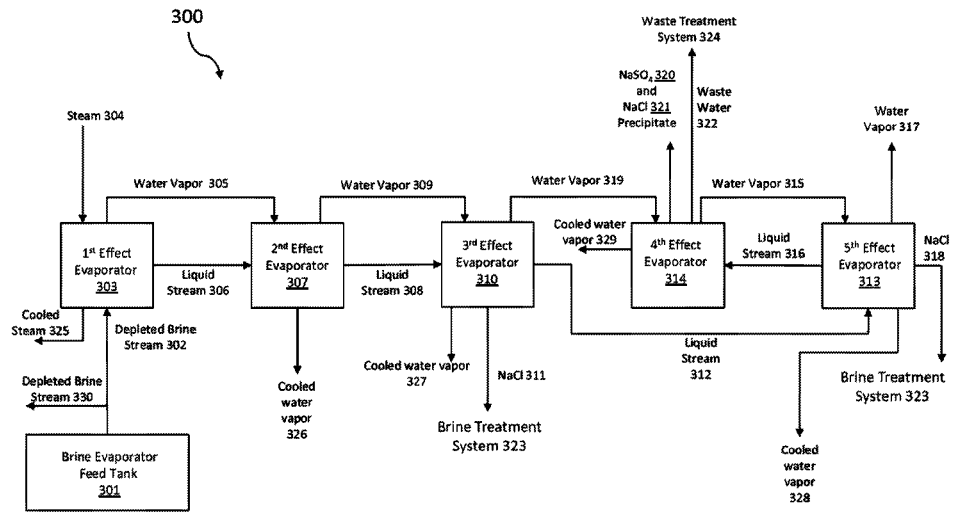 300
Waste Treatment
System 324
NaSO4 320
and
NaCl 321
Precipitate
Waste
Water
322
Water
Vapor 317
Steam 304
Water Vapor 305
Water Vapor 309
Water Vapor 319
Water Vapor 315
1st Effect
Evaporator
303
Liquid
Stream 306
2nd Effect
Evaporator
307
Liquid
Stream 308
3rd Effect
Evaporator
310
Cooled water
vapor 329
4th Effect
Evaporator
314
Liquid
Stream 316
5th Effect
Evaporator
313
NaCl
318
Cooled
Steam 325
Depleted Brine
Stream 302
Liquid
Stream
312
Cooled water vapor
327
NaCl 311
Depleted Brine
Stream 330
Cooled
water
vapor
326
Brine Treatment
System 323
Brine Treatment
System 323
Brine Evaporator
Feed Tank
301
Cooled
water
vapor
328